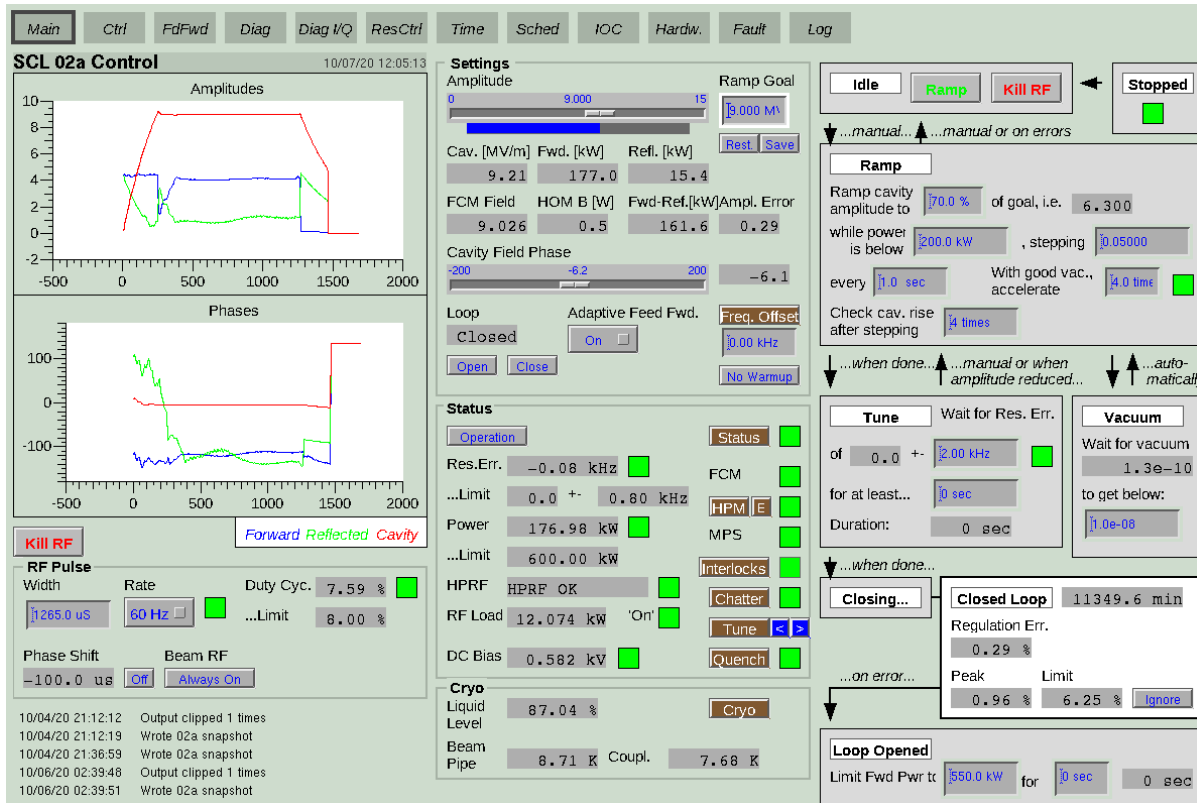 Main Ctrl FdFwd Diag Diag I/Q ResCtrl Time Sched IOC Hardw. Fault Log
SCL 02a Control 10/07/20 12:05:13
Amplitudes
10
8
6
4
2
0
-2
-500 0 500 1000 1500 2000
Phases
100
0
-100
-500 0 500 1000 1500 2000
Kill RF
Forward Reflected Cavity
RF Pulse
Width Rate Duty Cyc. 7.59 %
1265.0 uS 60 Hz ...Limit 8.00 %
Phase Shift Beam RF
-100.0 us Off Always On
10/04/20 21:12:12 Output clipped 1 times
10/04/20 21:12:19 Wrote 02a snapshot
10/04/20 21:36:59 Wrote 02a snapshot
10/06/20 02:39:48 Output clipped 1 times
10/06/20 02:39:51 Wrote 02a snapshot
Settings
Amplitude Ramp Goal
0 9.000 15
9.000 M
Rest. Save
Cav. [MV/m] Fwd. [kW] Refl. [kW]
9.21 177.0 15.4
FCM Field HOM B [W] Fwd-Ref.[kW] Ampl. Error
9.026 0.5 161.6 0.29
Cavity Field Phase
-200 -6.2 200
-6.1
Loop Adaptive Feed Fwd. Freq. Offset
Closed On 0.00 kHz
Open Close No Warmup
Status
Operation Status
Res.Err. -0.08 kHz FCM
...Limit 0.0 +- 0.80 kHz HPM E
Power 176.98 kW MPS
...Limit 600.00 kW Interlocks
HPRF HPRF OK Chatter
RF Load 12.074 kW 'On' Tune < >
DC Bias 0.582 kV Quench
Cryo
Liquid
Level 87.04 % Cryo
Beam
Pipe 8.71 K Coupl. 7.68 K
Idle Ramp Kill RF Stopped
...manual... ...manual or on errors
Ramp
Ramp cavity
amplitude to 70.0 % of goal, i.e. 6.300
while power
is below 200.0 kW , stepping 0.05000
every 1.0 sec With good vac.,
accelerate 4.0 time
Check cav. rise
after stepping 4 times
...when done... ...manual or when
amplitude reduced... ...auto-
matically
Tune Wait for Res. Err.
of 0.0 +- 2.00 kHz
for at least... 0 sec
Duration: 0 sec
Vacuum
Wait for vacuum
1.3e-10
to get below:
1.0e-08
...when done...
Closing... Closed Loop 11349.6 min
Regulation Err.
0.29 %
Peak Limit
0.96 % 6.25 % Ignore
...on error...
Loop Opened
Limit Fwd Pwr to 550.0 kW for 0 sec 0 sec